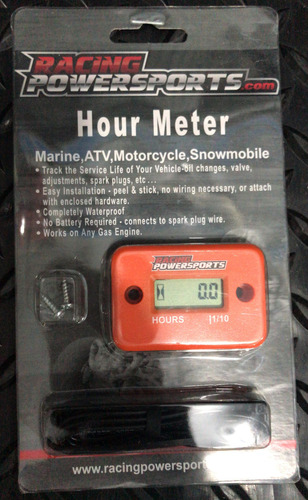 RACING
POWERSPORTS.com
Hour Meter
Marine,ATV,Motorcycle,Snowmobile
• Track the Service Life of Your Vehicle-oil changes, valve,
adjustments, spark plugs, etc...
• Easy Installation - peel & stick, no wiring necessary, or attach
with enclosed hardware.
• Completely Waterproof
• No Battery Required - connects to spark plug wire.
• Works on Any Gas Engine.
RACING
POWERSPORTS
0.0
HOURS 1/10
www.racingpowersports